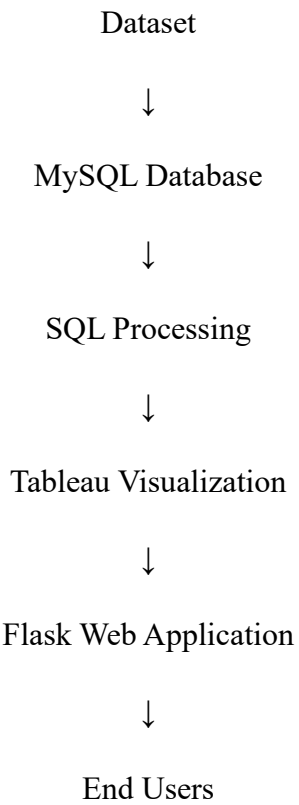 Dataset
↓
MySQL Database
↓
SQL Processing
↓
Tableau Visualization
↓
Flask Web Application
↓
End Users